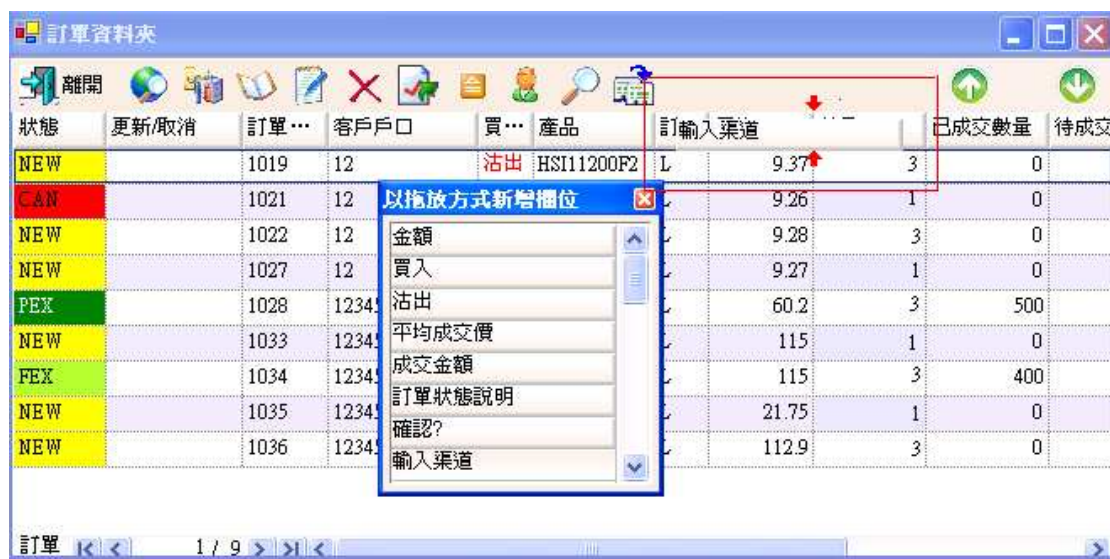 訂單資料夾
離開
狀態 更新/取消 訂單… 客戶戶口 買… 產品 訂 輸入渠道 已成交數量 待成交
NEW 1019 12 沽出 HSI11200F2 L 9.37 3 0
CAN 1021 12 L 9.26 1 0
NEW 1022 12 L 9.28 3 0
NEW 1027 12 L 9.27 1 0
PEX 1028 12345 L 60.2 3 500
NEW 1033 12345 L 115 1 0
FEX 1034 12345 L 115 3 400
NEW 1035 12345 L 21.75 1 0
NEW 1036 12345 L 112.9 3 0
以拖放方式新增欄位
金額
買入
沽出
平均成交價
成交金額
訂單狀態說明
確認?
輸入渠道
訂單 1 / 9